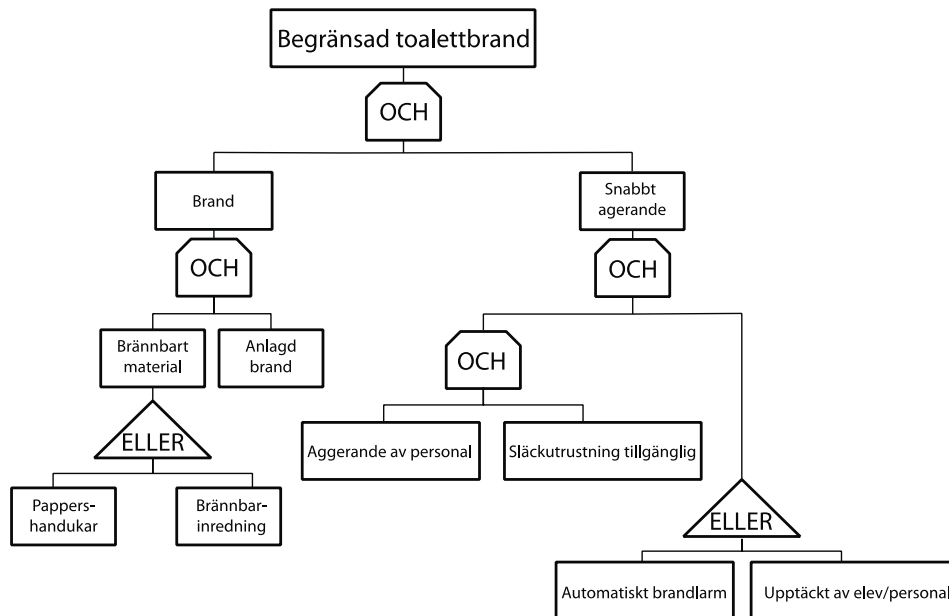 Begränsad toalettbrand
OCH
Brand
Snabbt
agerande
OCH
OCH
Brännbart
material
Anlagd
brand
OCH
ELLER
Aggerande av personal
Släckutrustning tillgänglig
Pappers-
handukar
Brännbar-
inredning
ELLER
Automatiskt brandlarm
Upptäckt av elev/personal